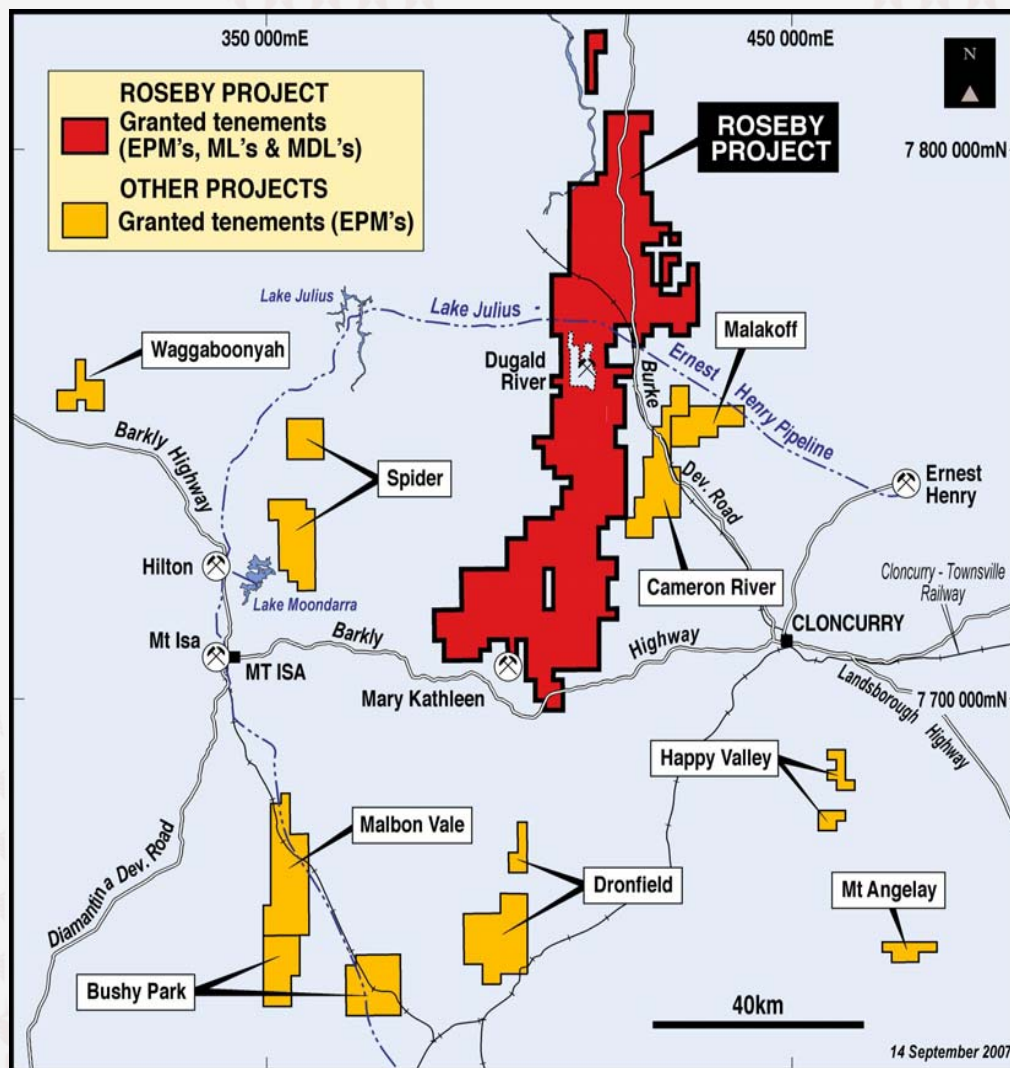 350 000mE
450 000mE
N
ROSEBY PROJECT
Granted tenements
(EPM's, ML's & MDL's)
OTHER PROJECTS
Granted tenements (EPM's)
ROSEBY
PROJECT
7 800 000mN
Lake Julius
Lake Julius -
Ernest Henry Pipeline
Waggaboonyah
Malakoff
Dugald
River
Burke
Dev. Road
Barkly Highway
Spider
Ernest
Henry
Hilton
Lake Moondarra
Cameron River
Cloncurry - Townsville
Railway
CLONCURRY
Mt Isa
MT ISA
Barkly
Highway
Mary Kathleen
Landsborough Highway
7 700 000mN
Happy Valley
Malbon Vale
Diamantina Dev. Road
Dronfield
Mt Angelay
Bushy Park
40km
14 September 2007